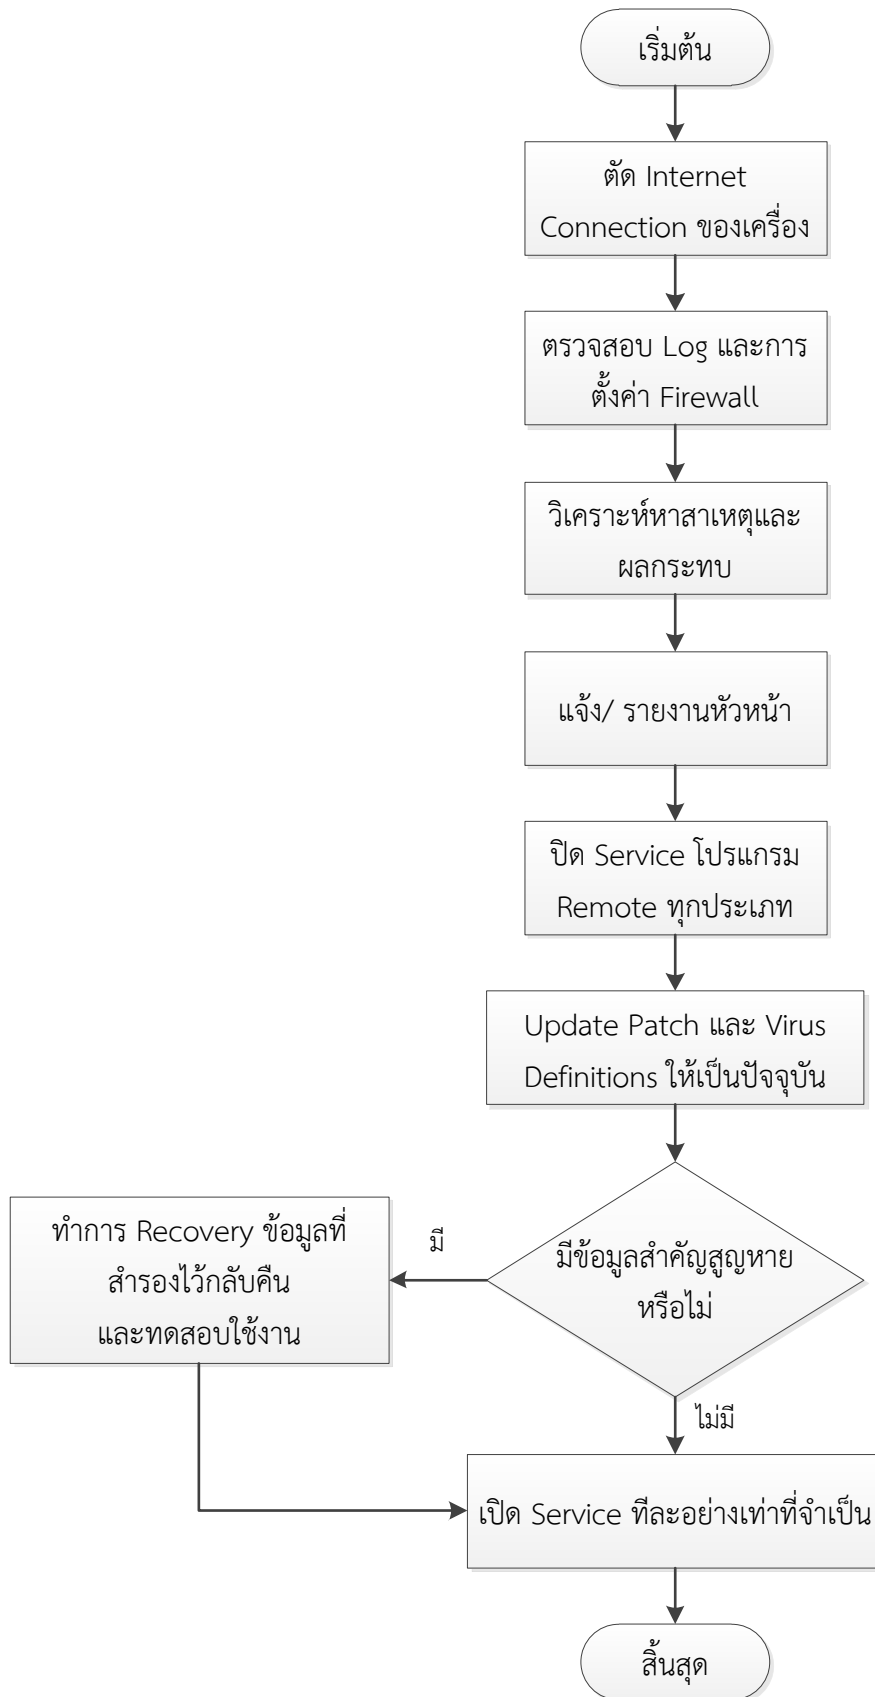 เริ่มต้น
ตัด Internet
Connection ของเครื่อง
ตรวจสอบ Log และการ
ตั้งค่า Firewall
วิเคราะห์หาสาเหตุและ
ผลกระทบ
แจ้ง/ รายงานหัวหน้า
ปิด Service โปรแกรม
Remote ทุกประเภท
Update Patch และ Virus
Definitions ให้เป็นปัจจุบัน
มีข้อมูลสำคัญสูญหาย
หรือไม่
มี
ทำการ Recovery ข้อมูลที่
สำรองไว้กลับคืน
และทดสอบใช้งาน
ไม่มี
เปิด Service ทีละอย่างเท่าที่จำเป็น
สิ้นสุด